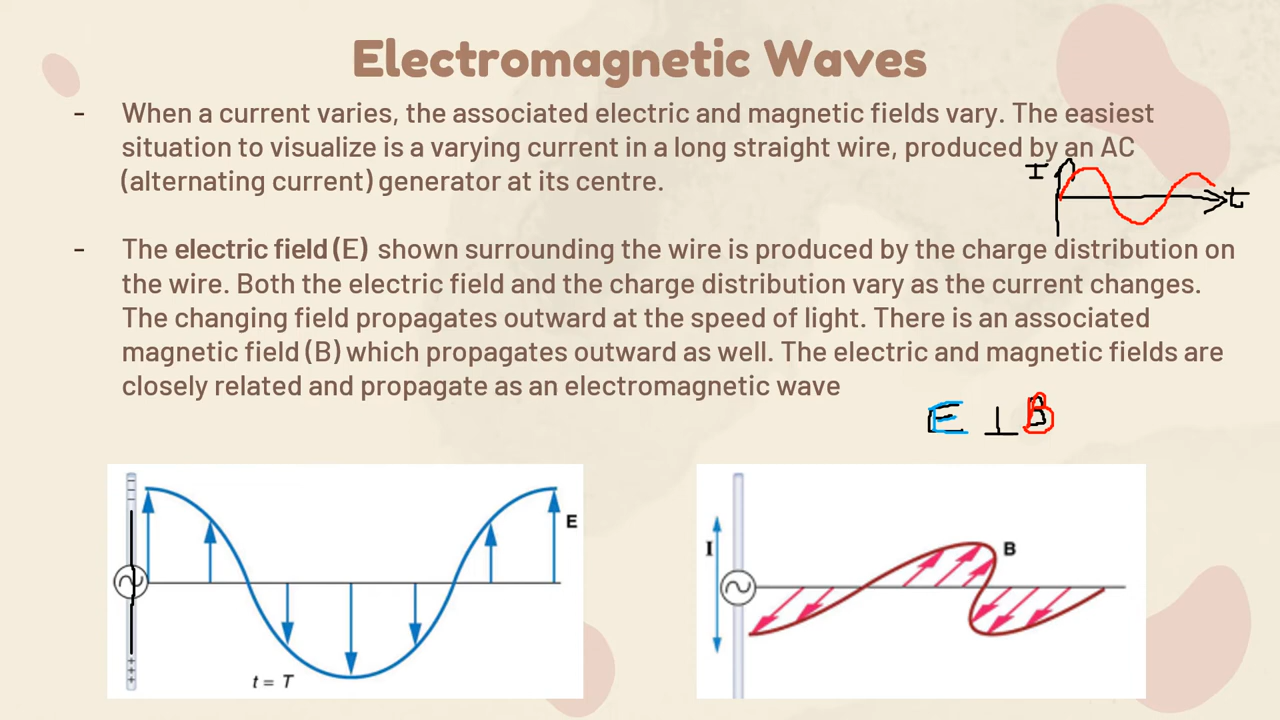 Electromagnetic Waves
- When a current varies, the associated electric and magnetic fields vary. The easiest
situation to visualize is a varying current in a long straight wire, produced by an AC
(alternating current) generator at its centre.
I
t
- The electric field (E) shown surrounding the wire is produced by the charge distribution on
the wire. Both the electric field and the charge distribution vary as the current changes.
The changing field propagates outward at the speed of light. There is an associated
magnetic field (B) which propagates outward as well. The electric and magnetic fields are
closely related and propagate as an electromagnetic wave
E ⊥ B
E
t = T
+ + +
I
B